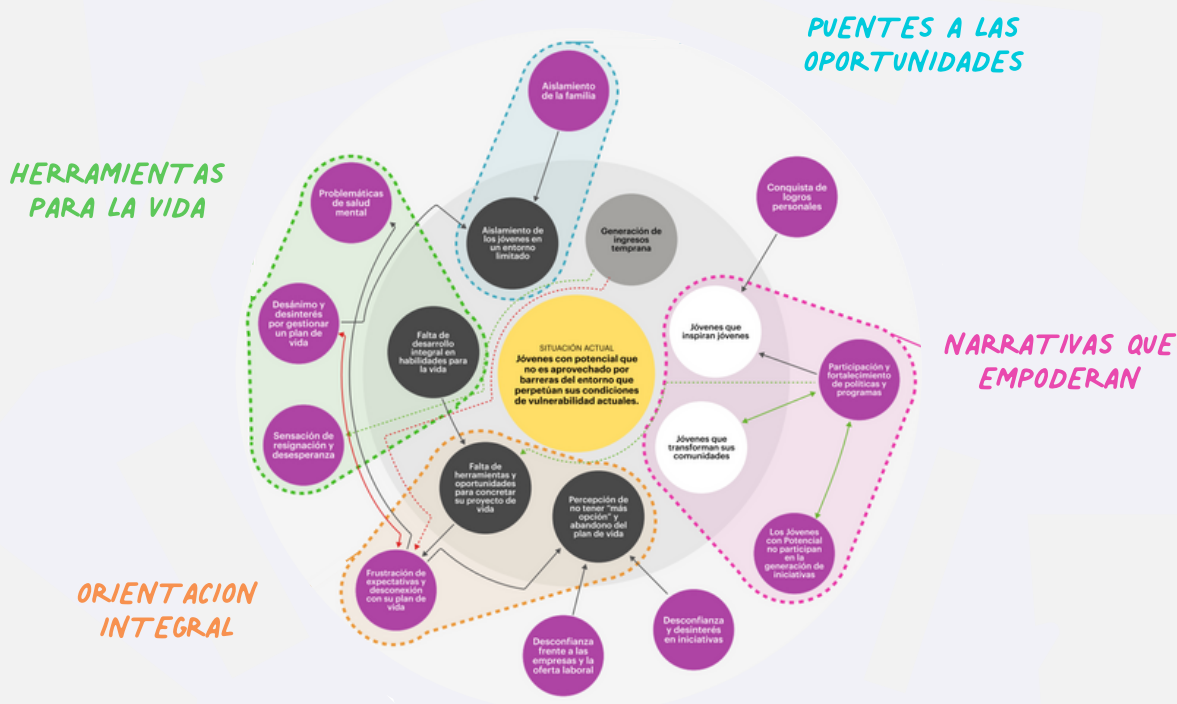 PUENTES A LAS
OPORTUNIDADES
Aislamiento
de la familia
HERRAMIENTAS
PARA LA VIDA
Problemáticas
de salud
mental
Conquista de
logros
personales
Aislamiento de
los jóvenes en
un entorno
limitado
Generación de
ingresos
temprana
Desánimo y
desinterés
por gestionar
un plan de
vida
Falta de
desarrollo
integral en
habilidades para
la vida
SITUACIÓN ACTUAL
Jóvenes con potencial que
no es aprovechado por
barreras del entorno que
perpetúan sus condiciones
de vulnerabilidad actuales.
Jóvenes que
inspiran jóvenes
NARRATIVAS QUE
EMPODERAN
Participación y
fortalecimiento
de políticas y
programas
Sensación de
resignación y
desesperanza
Jóvenes que
transforman sus
comunidades
Falta de
herramientas y
oportunidades
para concretar
su proyecto de
vida
Percepción de
no tener "más
opción" y
abandono del
plan de vida
Los Jóvenes
con Potencial
no participan
en la
generación de
iniciativas
ORIENTACION
INTEGRAL
Frustración de
expectativas y
desconexión
con su plan de
vida
Desconfianza
frente a las
empresas y la
oferta laboral
Desconfianza
y desinterés
en iniciativas